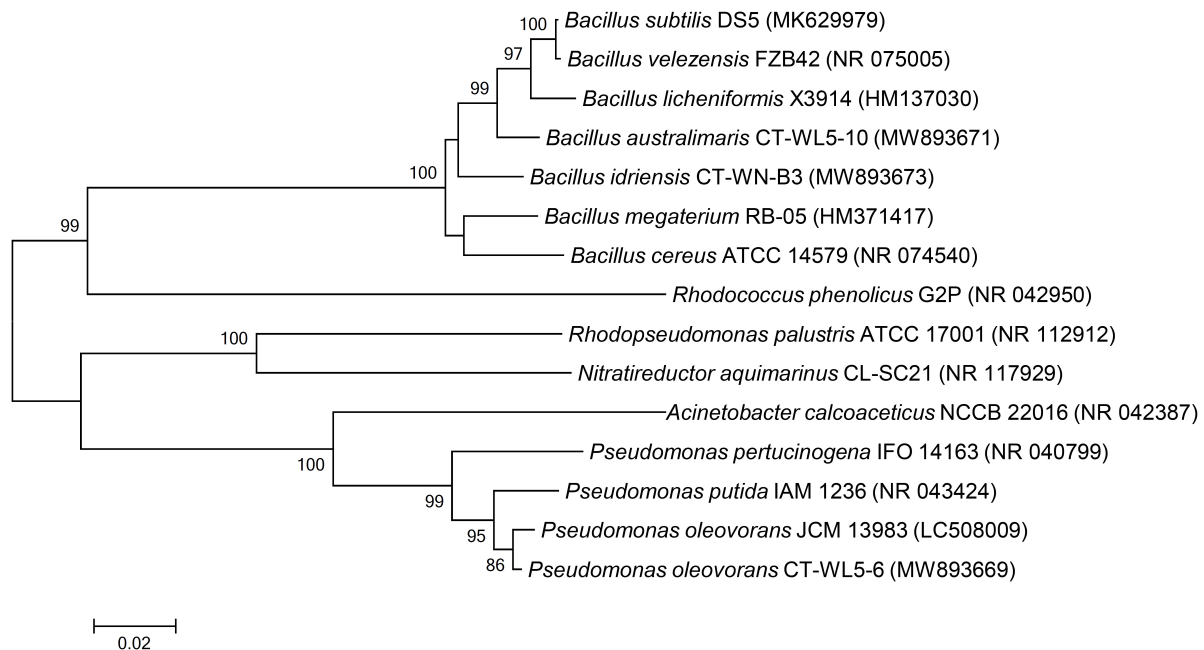 100 Bacillus subtilis DS5 (MK629979)
97 Bacillus velezensis FZB42 (NR 075005)
99 Bacillus licheniformis X3914 (HM137030)
Bacillus australimaris CT-WL5-10 (MW893671)
100 Bacillus idriensis CT-WN-B3 (MW893673)
99 Bacillus megaterium RB-05 (HM371417)
Bacillus cereus ATCC 14579 (NR 074540)
Rhodococcus phenolicus G2P (NR 042950)
100 Rhodopseudomonas palustris ATCC 17001 (NR 112912)
Nitratireductor aquimarinus CL-SC21 (NR 117929)
Acinetobacter calcoaceticus NCCB 22016 (NR 042387)
100 Pseudomonas pertucinogena IFO 14163 (NR 040799)
99 Pseudomonas putida IAM 1236 (NR 043424)
95 Pseudomonas oleovorans JCM 13983 (LC508009)
86 Pseudomonas oleovorans CT-WL5-6 (MW893669)
0.02